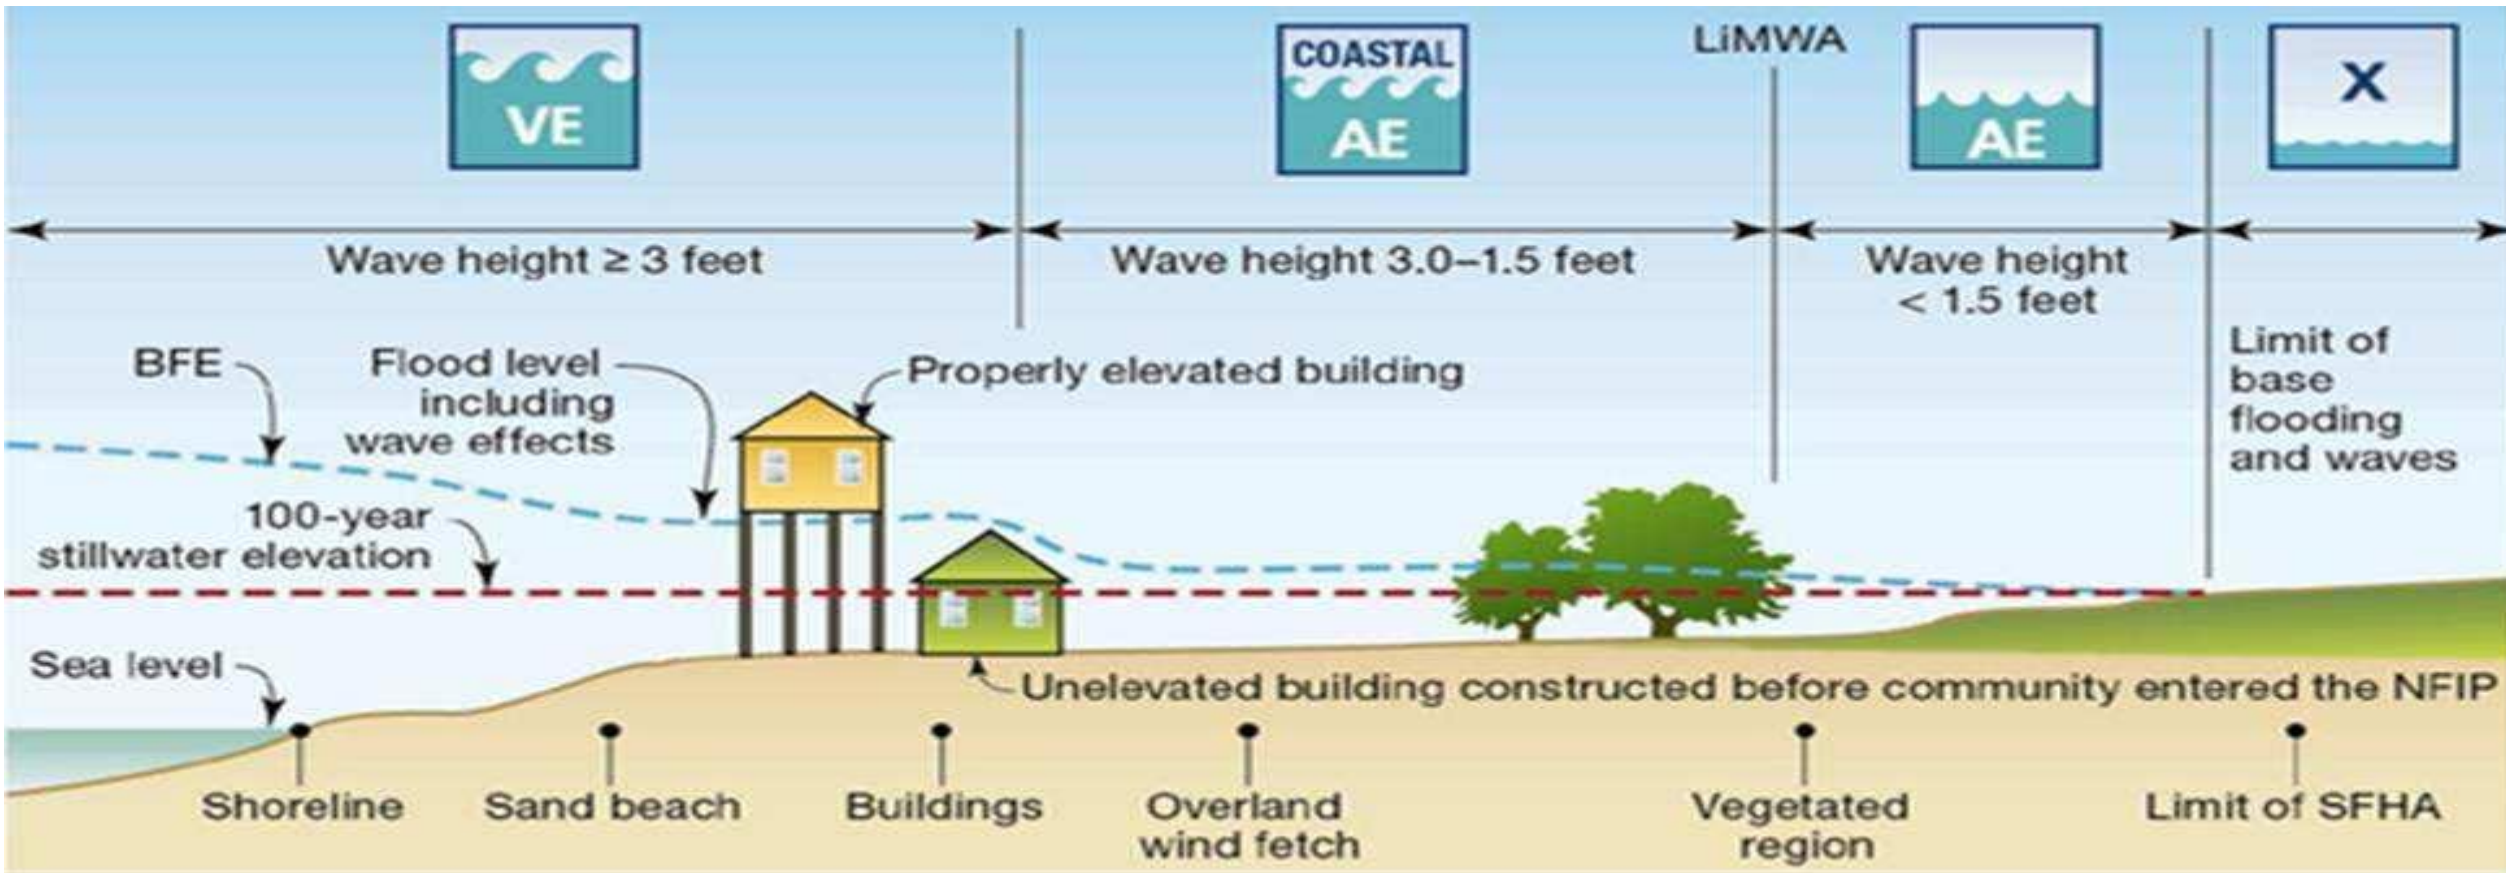 VE
COASTAL
AE
LiMWA
AE
X
Wave height ≥ 3 feet
Wave height 3.0–1.5 feet
Wave height
< 1.5 feet
BFE
Flood level
including
wave effects
Properly elevated building
Limit of
base
flooding
and waves
100-year
stillwater elevation
Sea level
Unelevated building constructed before community entered the NFIP
Shoreline
Sand beach
Buildings
Overland
wind fetch
Vegetated
region
Limit of SFHA